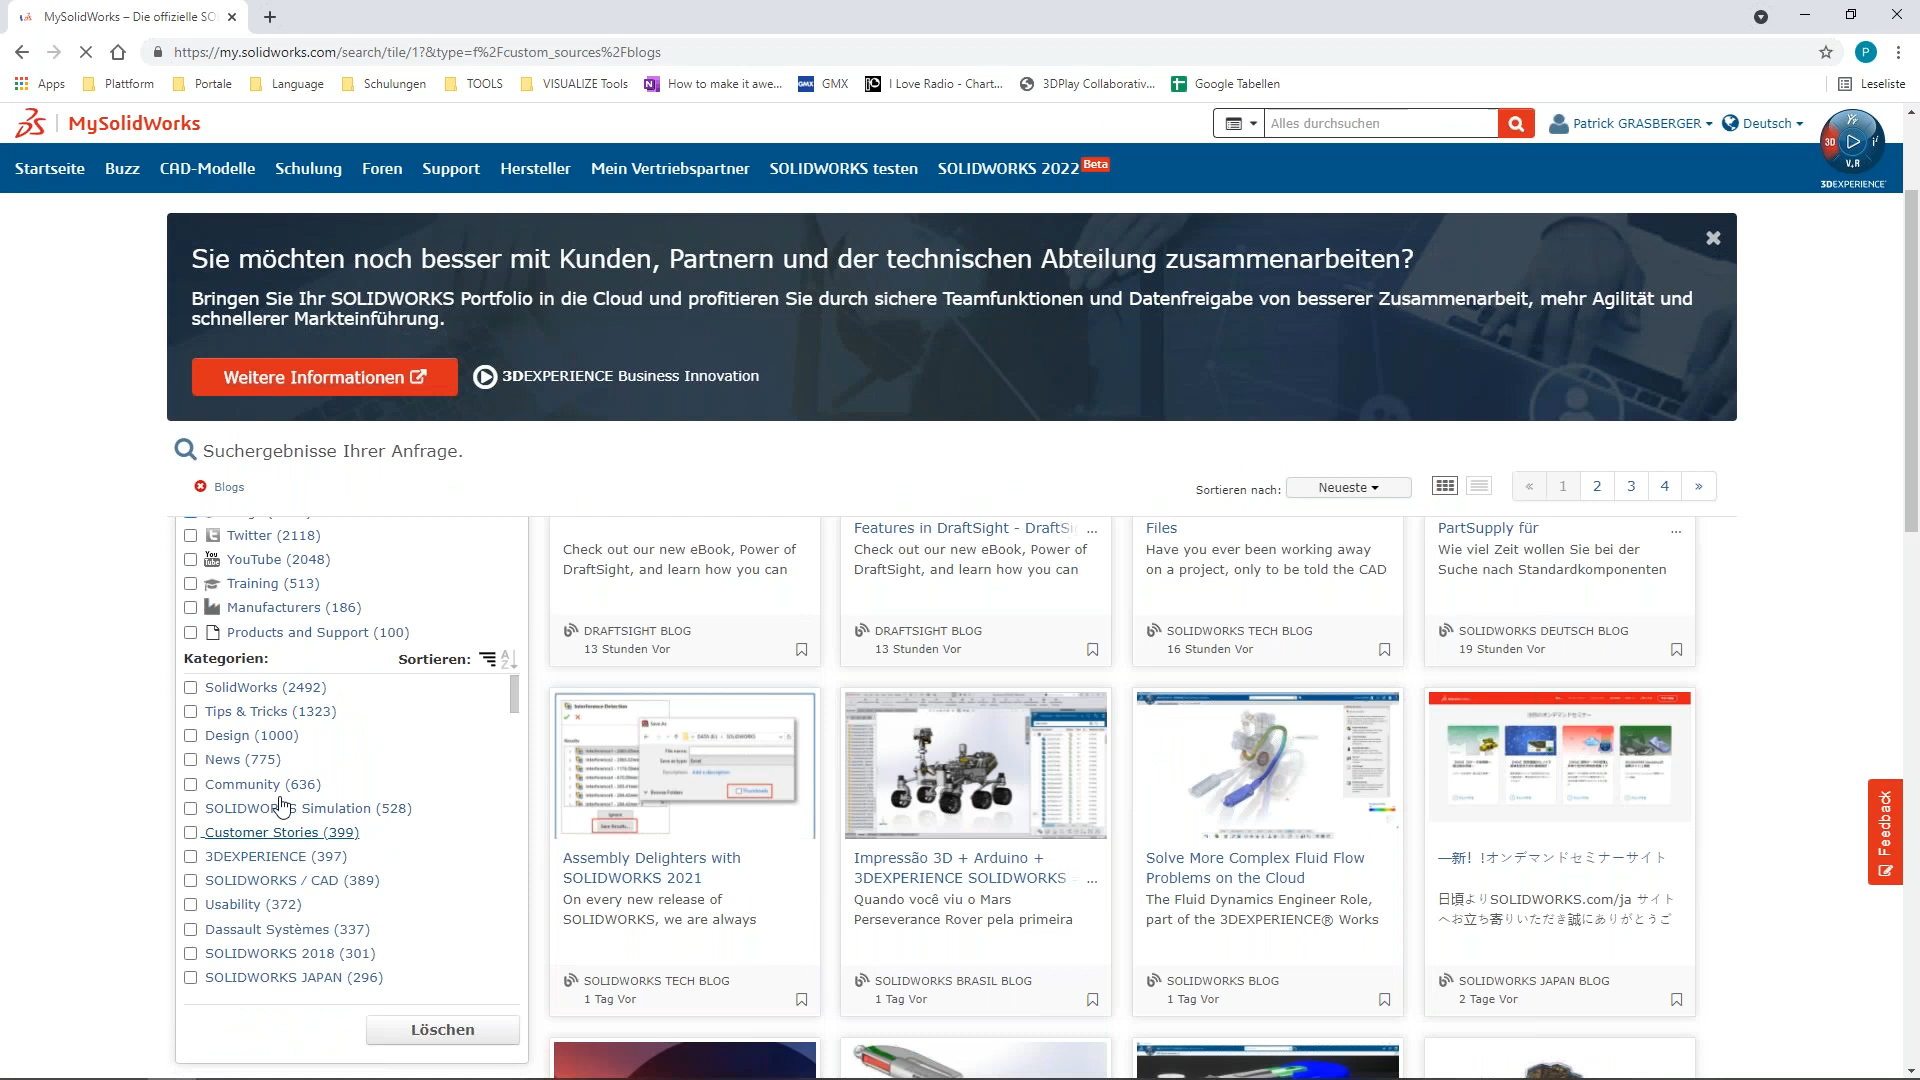 MySolidWorks – Die offizielle SO
https://my.solidworks.com/search/tile/1?&type=f%2Fcustom_sources%2Fblogs
P
Apps Plattform Portale Language Schulungen TOOLS VISUALIZE Tools How to make it awe... GMX I Love Radio - Chart... 3DPlay Collaborativ... Google Tabellen Leseliste
MySolidWorks
Alles durchsuchen
Patrick GRASBERGER
Deutsch
3D
V,R
3DEXPERIENCE
Startseite Buzz CAD-Modelle Schulung Foren Support Hersteller Mein Vertriebspartner SOLIDWORKS testen SOLIDWORKS 2022 Beta
Sie möchten noch besser mit Kunden, Partnern und der technischen Abteilung zusammenarbeiten?
Bringen Sie Ihr SOLIDWORKS Portfolio in die Cloud und profitieren Sie durch sichere Teamfunktionen und Datenfreigabe von besserer Zusammenarbeit, mehr Agilität und
schnellerer Markteinführung.
Weitere Informationen
3DEXPERIENCE Business Innovation
Suchergebnisse Ihrer Anfrage.
Blogs
Sortieren nach: Neueste
« 1 2 3 4 »
Twitter (2118)
YouTube (2048)
Training (513)
Manufacturers (186)
Products and Support (100)
Kategorien: Sortieren:
SolidWorks (2492)
Tips & Tricks (1323)
Design (1000)
News (775)
Community (636)
SOLIDWORKS Simulation (528)
Customer Stories (399)
3DEXPERIENCE (397)
SOLIDWORKS / CAD (389)
Usability (372)
Dassault Systèmes (337)
SOLIDWORKS 2018 (301)
SOLIDWORKS JAPAN (296)
Löschen
Check out our new eBook, Power of
DraftSight, and learn how you can
DRAFTSIGHT BLOG
13 Stunden Vor
Features in DraftSight - DraftSi ...
Check out our new eBook, Power of
DraftSight, and learn how you can
DRAFTSIGHT BLOG
13 Stunden Vor
Files
Have you ever been working away
on a project, only to be told the CAD
SOLIDWORKS TECH BLOG
16 Stunden Vor
PartSupply für ...
Wie viel Zeit wollen Sie bei der
Suche nach Standardkomponenten
SOLIDWORKS DEUTSCH BLOG
19 Stunden Vor
Interference Detection
Save As
Assembly Delighters with
SOLIDWORKS 2021
On every new release of
SOLIDWORKS, we are always
SOLIDWORKS TECH BLOG
1 Tag Vor
Impressão 3D + Arduino +
3DEXPERIENCE SOLIDWORKS = ...
Quando você viu o Mars
Perseverance Rover pela primeira
SOLIDWORKS BRASIL BLOG
1 Tag Vor
Solve More Complex Fluid Flow
Problems on the Cloud
The Fluid Dynamics Engineer Role,
part of the 3DEXPERIENCE® Works
SOLIDWORKS BLOG
1 Tag Vor
一新！！オンデマンドセミナーサイト
日頃よりSOLIDWORKS.com/ja サイト
へお立ち寄りいただき誠にありがとうご
SOLIDWORKS JAPAN BLOG
2 Tage Vor
Feedback